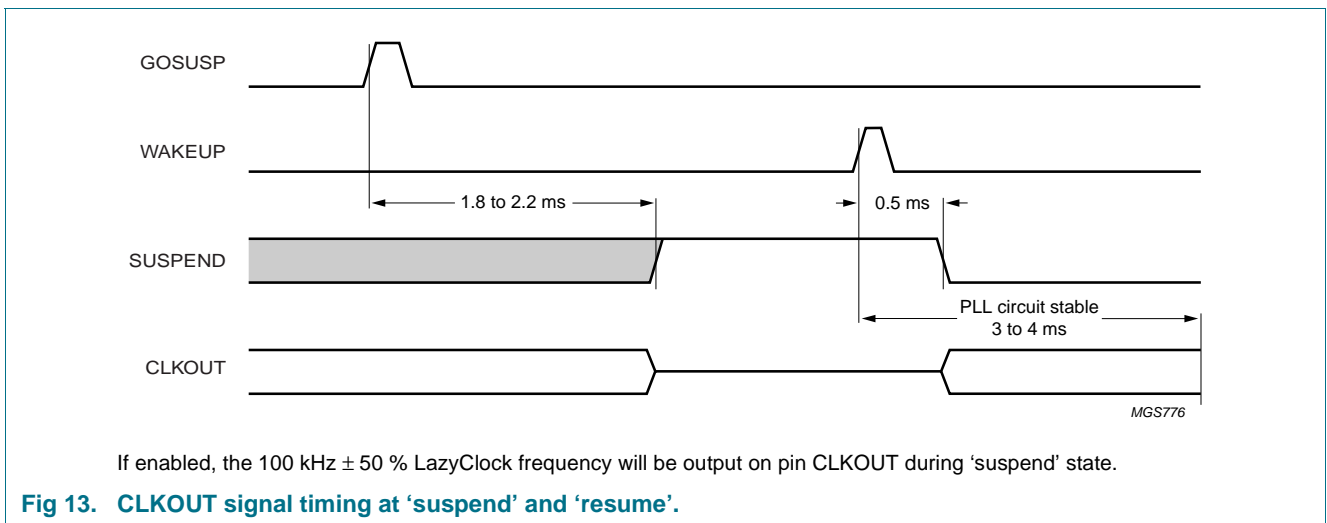 GOSUSP
WAKEUP
1.8 to 2.2 ms
0.5 ms
SUSPEND
PLL circuit stable
3 to 4 ms
CLKOUT
MGS776
If enabled, the 100 kHz ± 50 % LazyClock frequency will be output on pin CLKOUT during ‘suspend’ state.
Fig 13. CLKOUT signal timing at ‘suspend’ and ‘resume’.